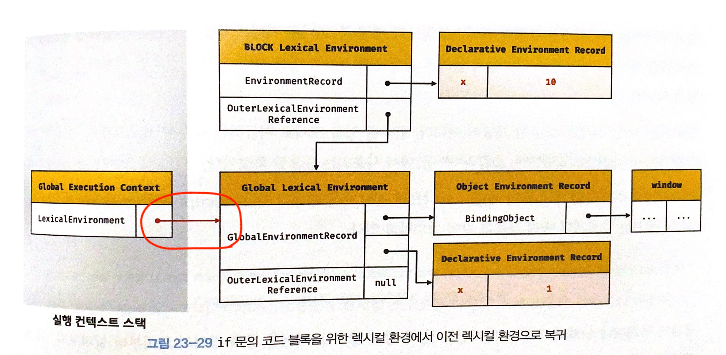 BLOCK Lexical Environment
Declarative Environment Record
EnvironmentRecord
x
10
OuterLexicalEnvironment
Reference
Global Execution Context
Global Lexical Environment
Object Environment Record
window
LexicalEnvironment
BindingObject
...
...
GlobalEnvironmentRecord
Declarative Environment Record
OuterLexicalEnvironment
Reference
null
x
1
실행 컨텍스트 스택
그림 23-29 if 문의 코드 블록을 위한 렉시컬 환경에서 이전 렉시컬 환경으로 복귀